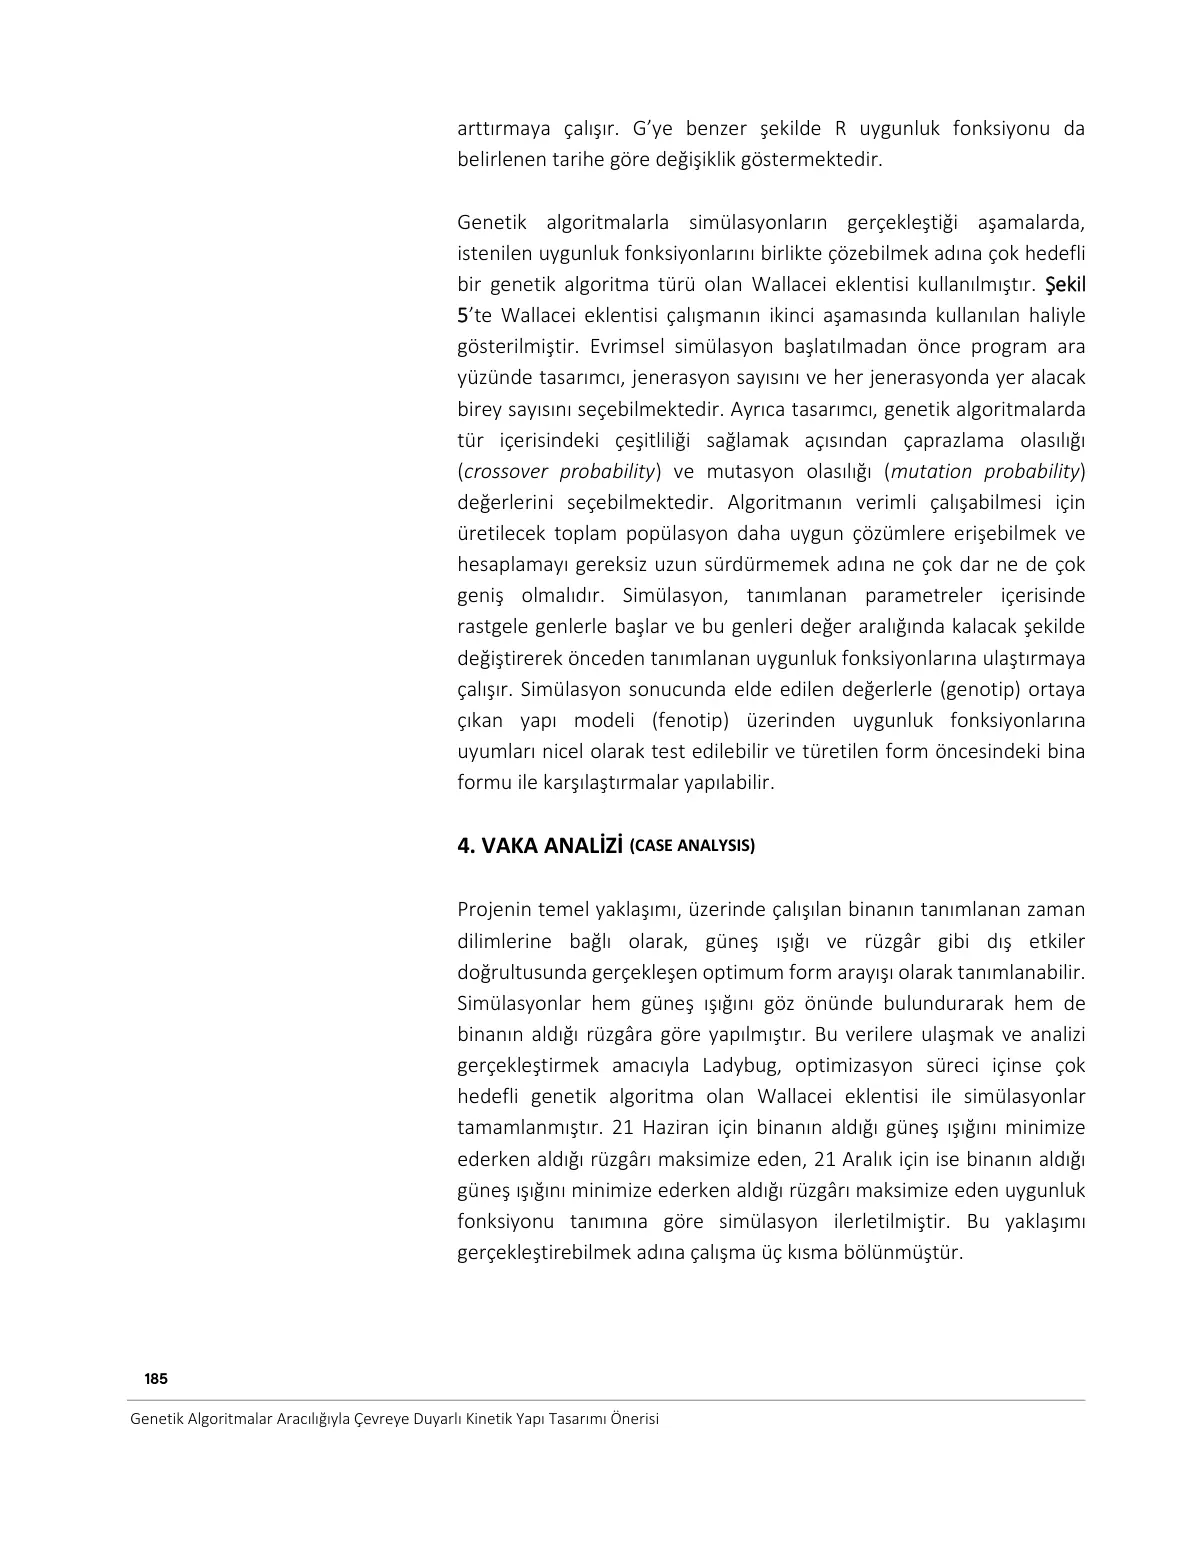 arttırmaya çalışır. G’ye benzer şekilde R uygunluk fonksiyonu da
belirlenen tarihe göre değişiklik göstermektedir.
Genetik algoritmalarla simülasyonların gerçekleştiği aşamalarda,
istenilen uygunluk fonksiyonlarını birlikte çözebilmek adına çok hedefli
bir genetik algoritma türü olan Wallacei eklentisi kullanılmıştır. Şekil
5’te Wallacei eklentisi çalışmanın ikinci aşamasında kullanılan haliyle
gösterilmiştir. Evrimsel simülasyon başlatılmadan önce program ara
yüzünde tasarımcı, jenerasyon sayısını ve her jenerasyonda yer alacak
birey sayısını seçebilmektedir. Ayrıca tasarımcı, genetik algoritmalarda
tür içerisindeki çeşitliliği sağlamak açısından çaprazlama olasılığı
(crossover probability) ve mutasyon olasılığı (mutation probability)
değerlerini seçebilmektedir. Algoritmanın verimli çalışabilmesi için
üretilecek toplam popülasyon daha uygun çözümlere erişebilmek ve
hesaplamayı gereksiz uzun sürdürmemek adına ne çok dar ne de çok
geniş olmalıdır. Simülasyon, tanımlanan parametreler içerisinde
rastgele genlerle başlar ve bu genleri değer aralığında kalacak şekilde
değiştirerek önceden tanımlanan uygunluk fonksiyonlarına ulaştırmaya
çalışır. Simülasyon sonucunda elde edilen değerlerle (genotip) ortaya
çıkan yapı modeli (fenotip) üzerinden uygunluk fonksiyonlarına
uyumları nicel olarak test edilebilir ve türetilen form öncesindeki bina
formu ile karşılaştırmalar yapılabilir.
4. VAKA ANALİZİ (CASE ANALYSIS)
Projenin temel yaklaşımı, üzerinde çalışılan binanın tanımlanan zaman
dilimlerine bağlı olarak, güneş ışığı ve rüzgâr gibi dış etkiler
doğrultusunda gerçekleşen optimum form arayışı olarak tanımlanabilir.
Simülasyonlar hem güneş ışığını göz önünde bulundurarak hem de
binanın aldığı rüzgâra göre yapılmıştır. Bu verilere ulaşmak ve analizi
gerçekleştirmek amacıyla Ladybug, optimizasyon süreci içinse çok
hedefli genetik algoritma olan Wallacei eklentisi ile simülasyonlar
tamamlanmıştır. 21 Haziran için binanın aldığı güneş ışığını minimize
ederken aldığı rüzgârı maksimize eden, 21 Aralık için ise binanın aldığı
güneş ışığını minimize ederken aldığı rüzgârı maksimize eden uygunluk
fonksiyonu tanımına göre simülasyon ilerletilmiştir. Bu yaklaşımı
gerçekleştirebilmek adına çalışma üç kısma bölünmüştür.
185
Genetik Algoritmalar Aracılığıyla Çevreye Duyarlı Kinetik Yapı Tasarımı Önerisi